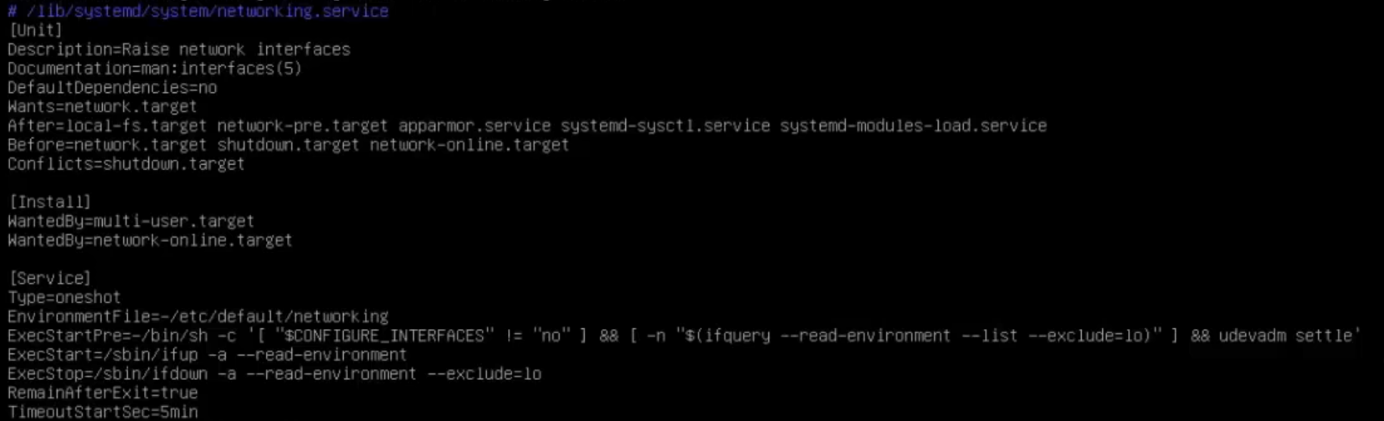 # /lib/systemd/system/networking.service
[Unit]
Description=Raise network interfaces
Documentation=man:interfaces(5)
DefaultDependencies=no
Wants=network.target
After=local-fs.target network-pre.target apparmor.service systemd-sysctl.service systemd-modules-load.service
Before=network.target shutdown.target network-online.target
Conflicts=shutdown.target

[Install]
WantedBy=multi-user.target
WantedBy=network-online.target

[Service]
Type=oneshot
EnvironmentFile=-/etc/default/networking
ExecStartPre=-/bin/sh -c '[ "$CONFIGURE_INTERFACES" != "no" ] && [ -n "$(ifquery --read-environment --list --exclude=lo)" ] && udevadm settle'
ExecStart=/sbin/ifup -a --read-environment
ExecStop=/sbin/ifdown -a --read-environment --exclude=lo
RemainAfterExit=true
TimeoutStartSec=5min